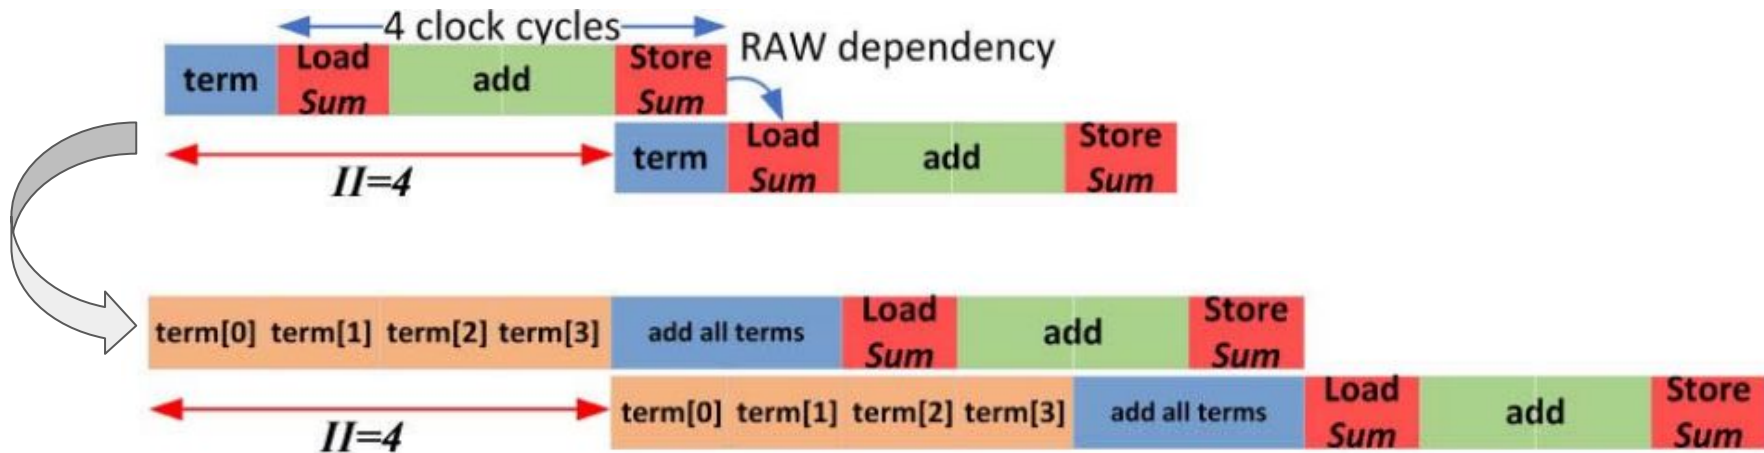 4 clock cycles
RAW dependency
term Load Sum add Store Sum
term Load Sum add Store Sum
II=4
term[0] term[1] term[2] term[3] add all terms Load Sum add Store Sum
term[0] term[1] term[2] term[3] add all terms Load Sum add Store Sum
II=4